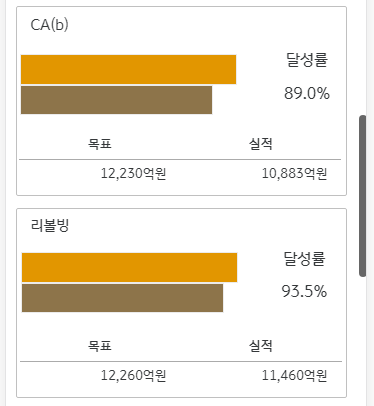 CA(b)
달성률
89.0%
목표 실적
12,230억원 10,883억원
리볼빙
달성률
93.5%
목표 실적
12,260억원 11,460억원